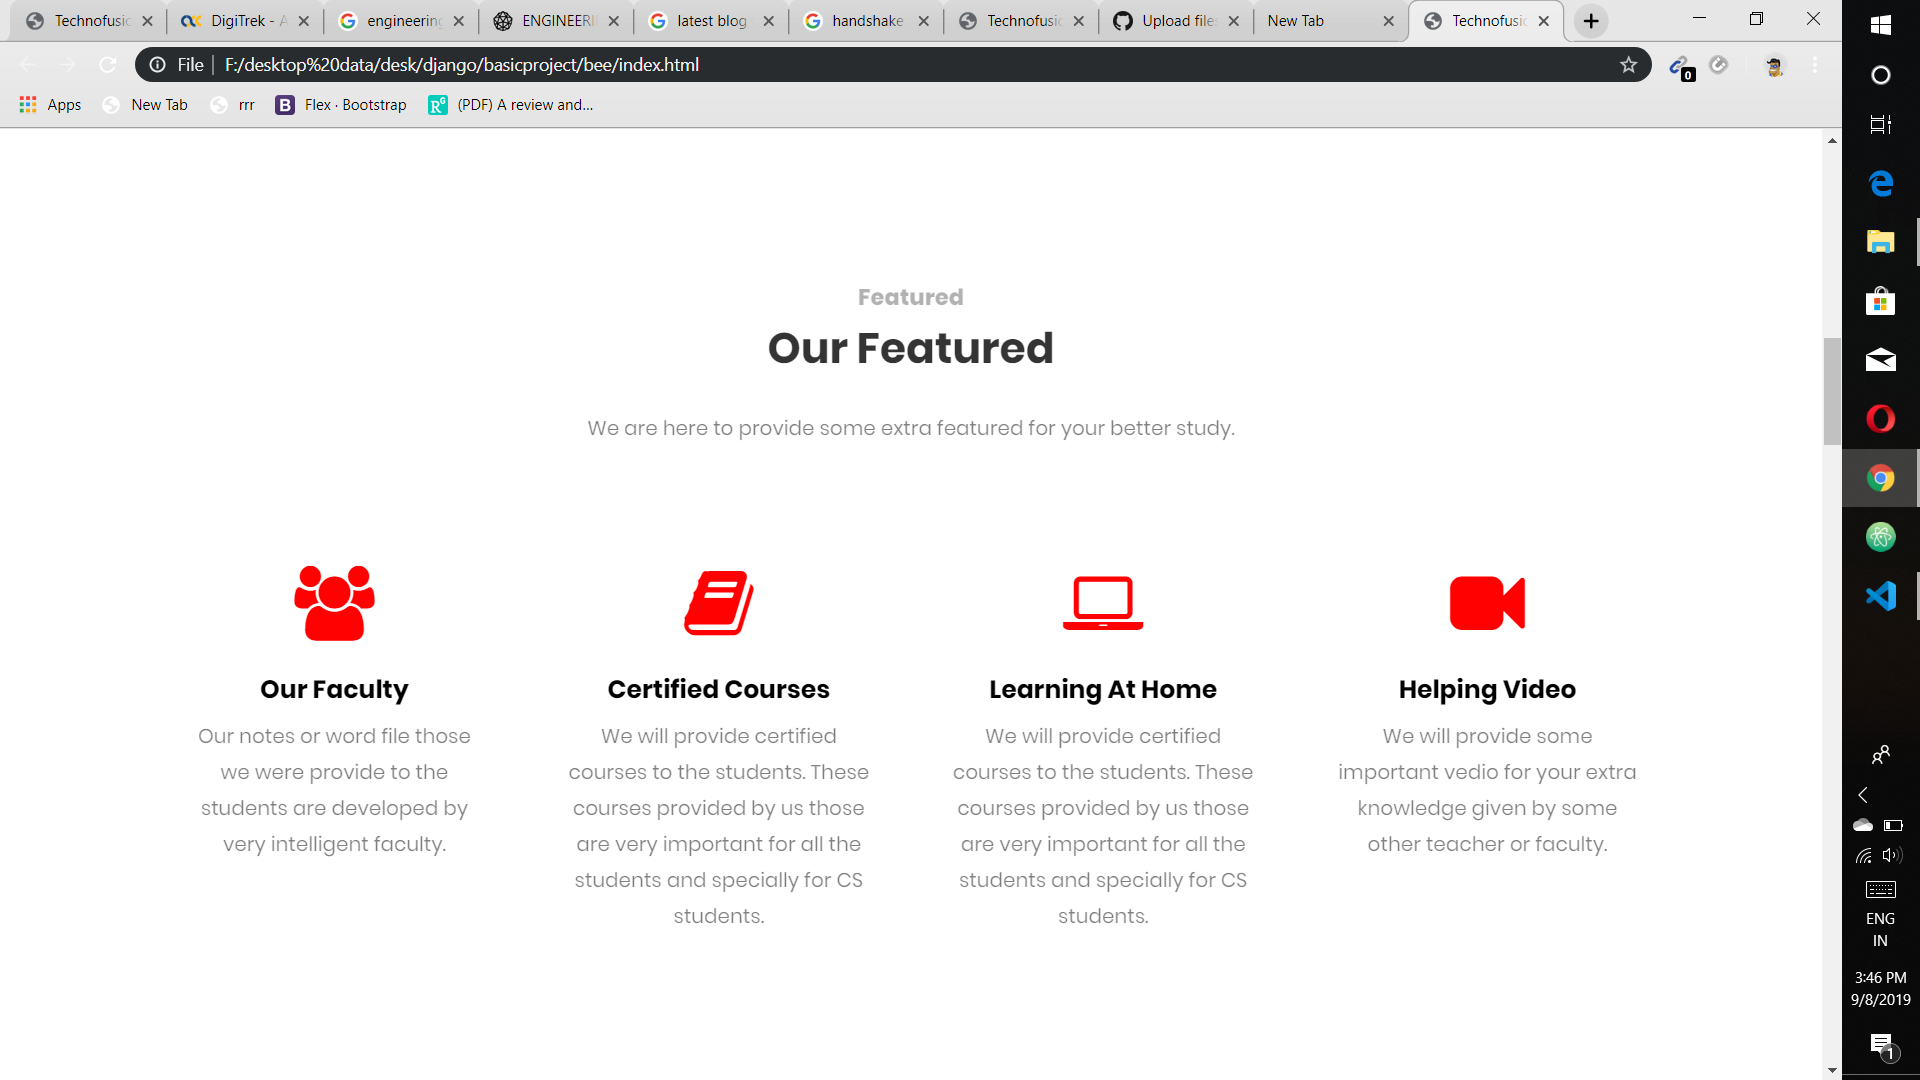 Technofusio
DigiTrek - A
engineering
ENGINEERI
latest blog
handshake
Technofusio
Upload file
New Tab
Technofusio
File
F:/desktop%20data/desk/django/basicproject/bee/index.html
0
Apps
New Tab
rrr
B
Flex · Bootstrap
RG
(PDF) A review and...
Featured
Our Featured
We are here to provide some extra featured for your better study.
Our Faculty
Our notes or word file those
we were provide to the
students are developed by
very intelligent faculty.
Certified Courses
We will provide certified
courses to the students. These
courses provided by us those
are very important for all the
students and specially for CS
students.
Learning At Home
We will provide certified
courses to the students. These
courses provided by us those
are very important for all the
students and specially for CS
students.
Helping Video
We will provide some
important vedio for your extra
knowledge given by some
other teacher or faculty.
ENG
IN
3:46 PM
9/8/2019
1